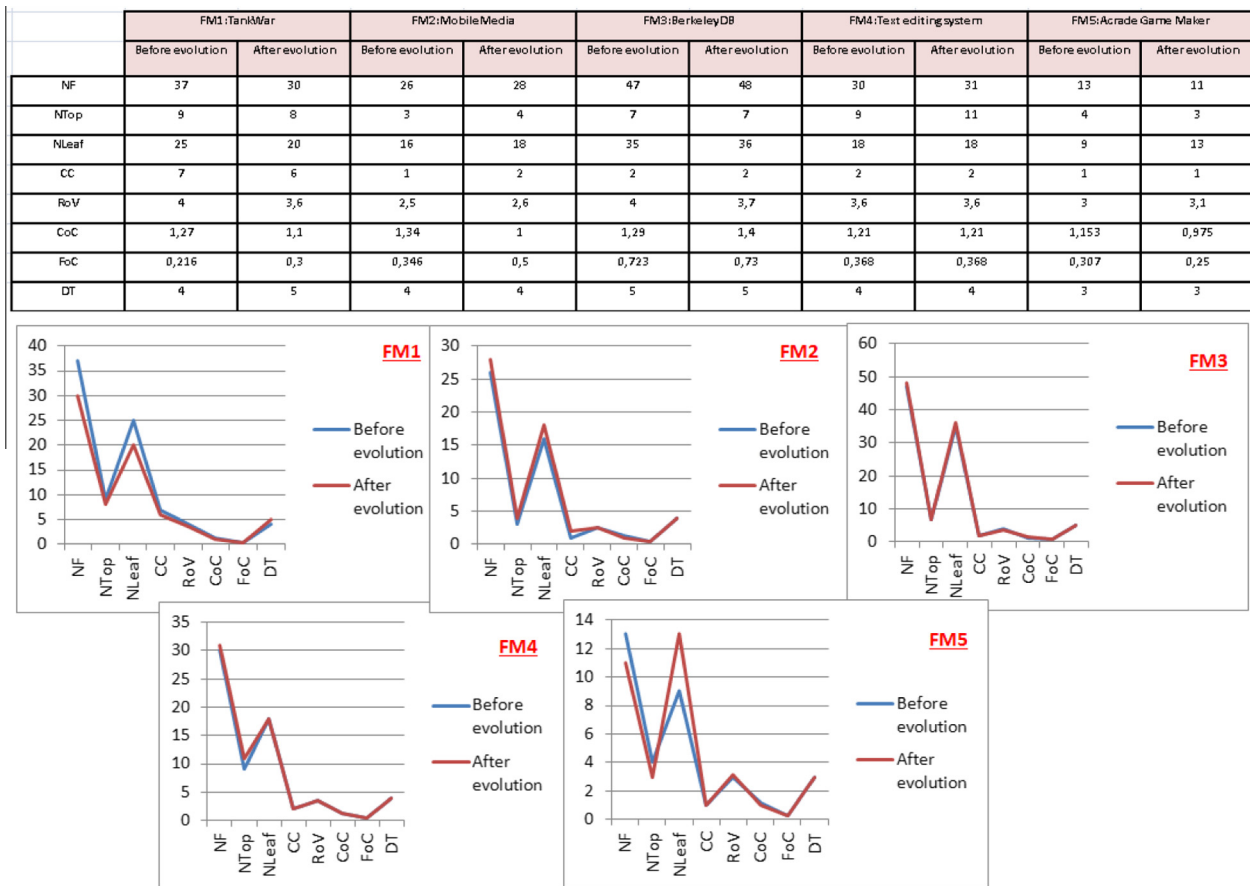 FM1:TankWar FM2:MobileMedia FM3:BerkeleyDB FM4:Text editing system FM5:Acrade Game Maker
Before evolution After evolution Before evolution After evolution Before evolution After evolution Before evolution After evolution Before evolution After evolution
NF 37 30 26 28 47 48 30 31 13 11
NTop 9 8 3 4 7 7 9 11 4 3
NLeaf 25 20 16 18 35 36 18 18 9 13
CC 7 6 1 2 2 2 2 2 1 1
RoV 4 3,6 2,5 2,6 4 3,7 3,6 3,6 3 3,1
CoC 1,27 1,1 1,34 1 1,29 1,4 1,21 1,21 1,153 0,975
FoC 0,216 0,3 0,346 0,5 0,723 0,73 0,368 0,368 0,307 0,25
DT 4 5 4 4 5 5 4 4 3 3
FM1
40
35
30
25
20
15
10
5
0
NF NTop NLeaf CC RoV CoC FoC DT
Before
evolution
After
evolution
FM2
30
25
20
15
10
5
0
NF NTop NLeaf CC RoV CoC FoC DT
Before
evolution
After
evolution
FM3
60
50
40
30
20
10
0
NF NTop NLeaf CC RoV CoC FoC DT
Before
evolution
After
evolution
FM4
35
30
25
20
15
10
5
0
NF NTop NLeaf CC RoV CoC FoC DT
Before
evolution
After
evolution
FM5
14
12
10
8
6
4
2
0
NF NTop NLeaf CC RoV CoC FoC DT
Before
evolution
After
evolution